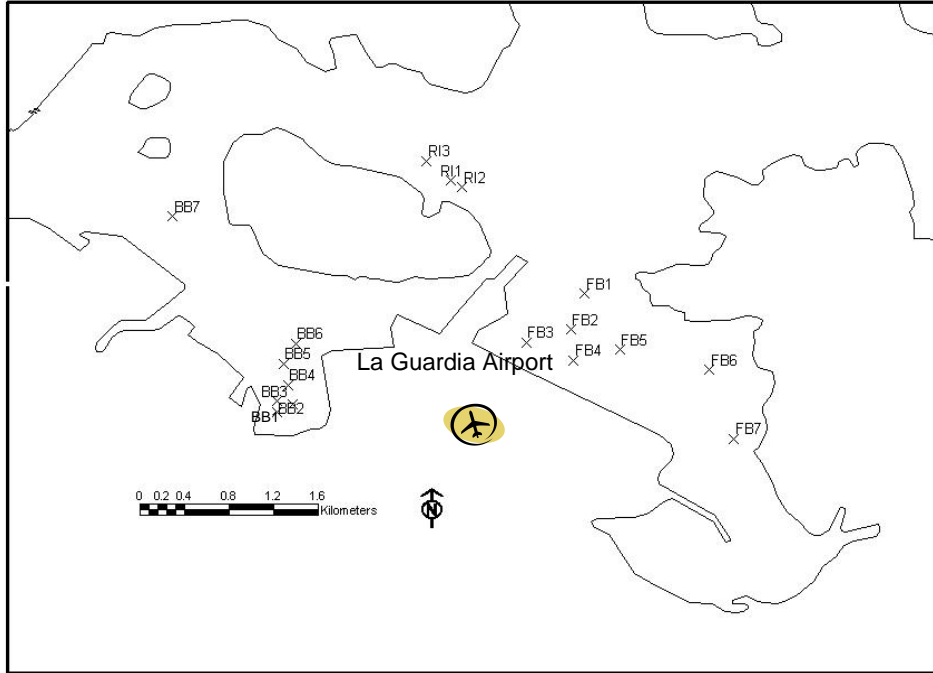 RI3
RI1
RI2
BB7
FB1
FB2
BB6
FB3
FB5
BB5
La Guardia Airport
FB4
FB6
BB4
BB3
BB2
BB1
FB7
0 0.2 0.4 0.8 1.2 1.6
Kilometers
N